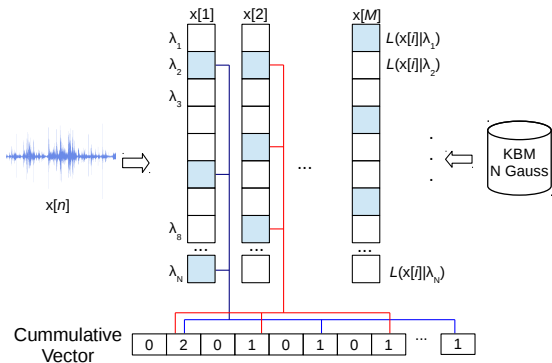 x[1] x[2] x[M]
λ1 L(x[i]|λ1)
λ2 L(x[i]|λ2)
λ3
x[n]
...
.
.
.
KBM
N Gauss
λ8
... ... ...
λN L(x[i]|λN)
Cummulative
Vector
0 2 0 1 0 1 0 1 ... 1